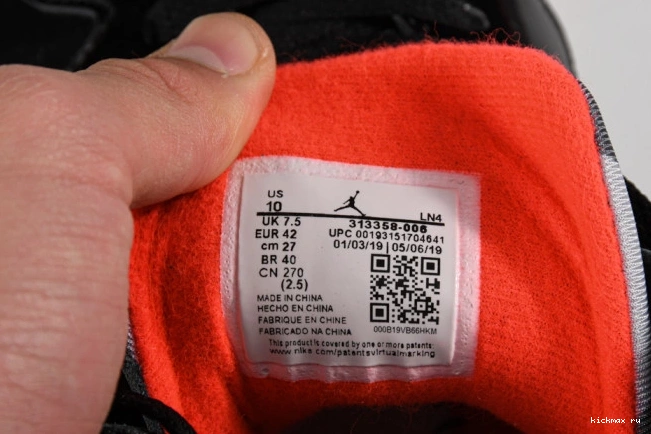 US
10
LN4
UK 7.5
313358-006
EUR 42
UPC 00193151704641
cm 27
01/03/19 | 05/06/19
BR 40
CN 270
(2.5)
MADE IN CHINA
HECHO EN CHINA
FABRIQUE EN CHINE
FABRICADO NA CHINA
000B19VB66HKM
This product is covered by one or more patents:
www.nike.com/patentsvirtualmarking
kickmax ru